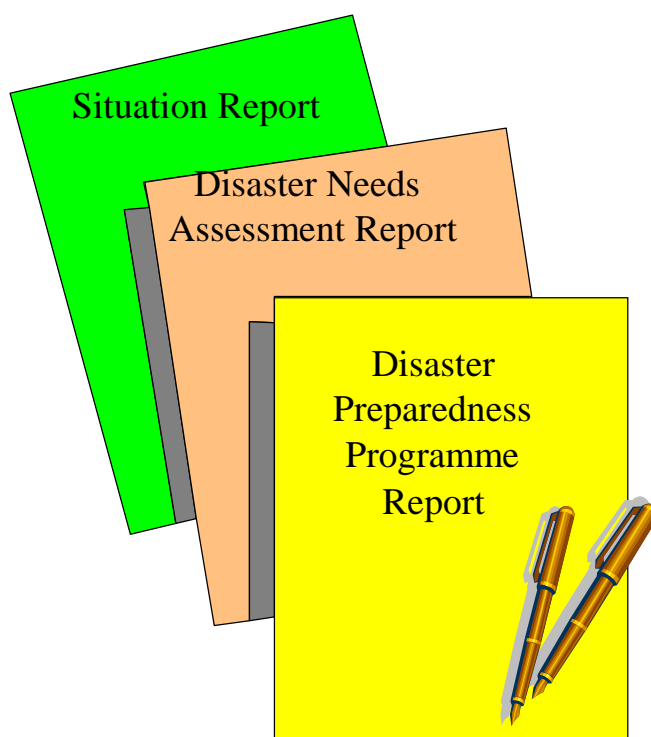 Situation Report
Disaster Needs
Assessment Report
Disaster
Preparedness
Programme
Report